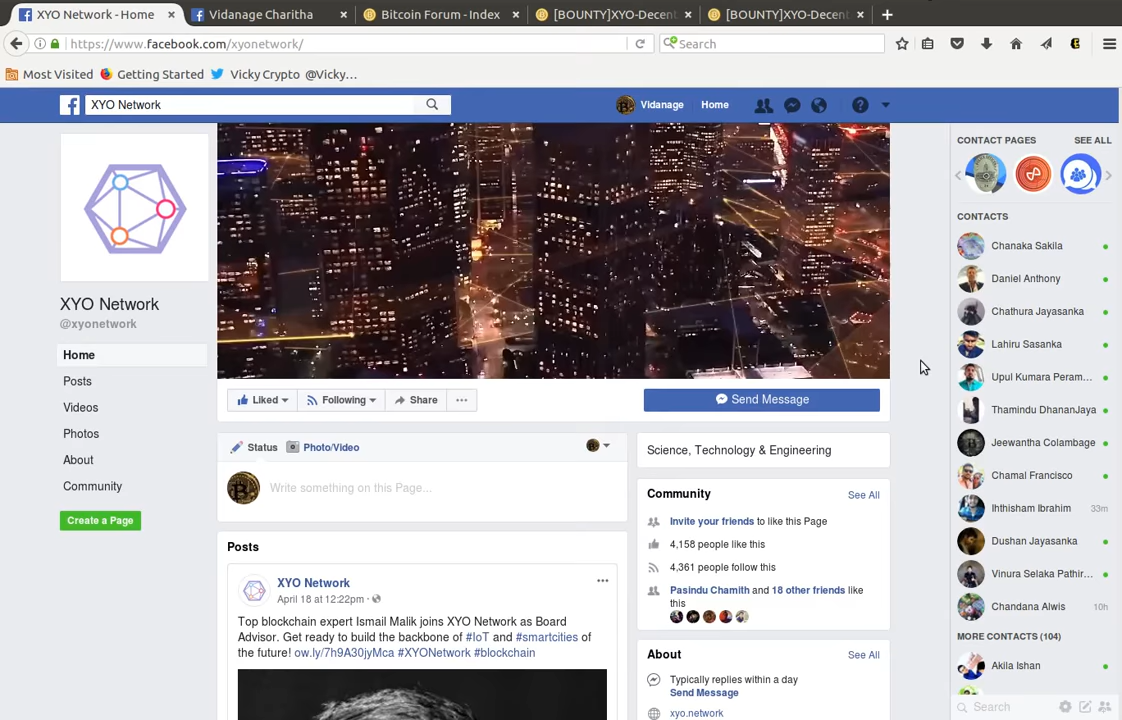 XYO Network - Home
Vidanage Charitha
Bitcoin Forum - Index
[BOUNTY]XYO-Decent
[BOUNTY]XYO-Decent
https://www.facebook.com/xyonetwork/
Search
Most Visited
Getting Started
Vicky Crypto @Vicky…
XYO Network
Vidanage
Home
CONTACT PAGES
SEE ALL
XYO Network
@xyonetwork
Home
Posts
Videos
Photos
About
Community
Create a Page
Liked
Following
Share
Send Message
Status
Photo/Video
Write something on this Page...
Posts
XYO Network
April 18 at 12:22pm ·
Top blockchain expert Ismail Malik joins XYO Network as Board
Advisor. Get ready to build the backbone of #IoT and #smartcities of
the future! ow.ly/7h9A30jyMca #XYONetwork #blockchain
Science, Technology & Engineering
Community
See All
Invite your friends to like this Page
4,158 people like this
4,361 people follow this
Pasindu Chamith and 18 other friends like
this
About
See All
Typically replies within a day
Send Message
xyo.network
CONTACTS
Chanaka Sakila
Daniel Anthony
Chathura Jayasanka
Lahiru Sasanka
Upul Kumara Peram...
Thamindu DhananJaya
Jeewantha Colambage
Chamal Francisco
Ihthisham Ibrahim 33m
Dushan Jayasanka
Vinura Selaka Pathir...
Chandana Alwis 10h
MORE CONTACTS (104)
Akila Ishan
Search